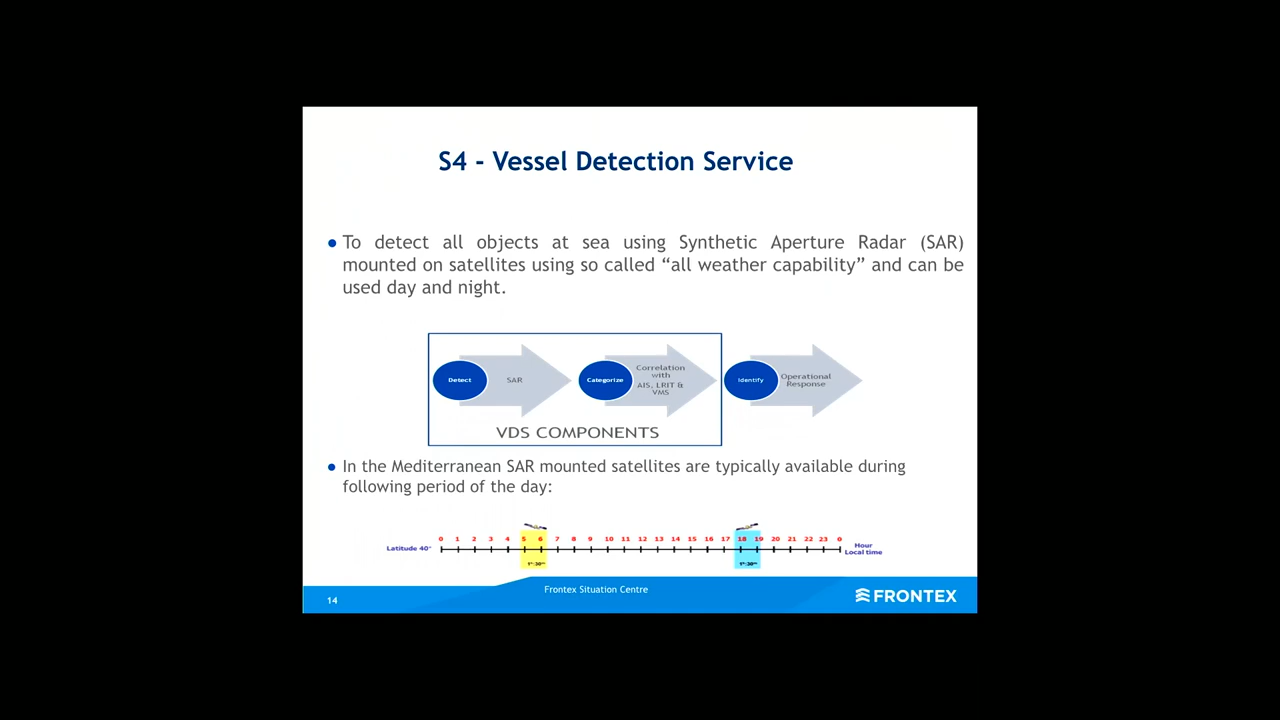 S4 - Vessel Detection Service
● To detect all objects at sea using Synthetic Aperture Radar (SAR)
mounted on satellites using so called “all weather capability” and can be
used day and night.
Detect
SAR
Categorize
Correlation
with
AIS, LRIT &
VMS
Identify
Operational
Response
VDS COMPONENTS
● In the Mediterranean SAR mounted satellites are typically available during
following period of the day:
0 1 2 3 4 5 6 7 8 9 10 11 12 13 14 15 16 17 18 19 20 21 22 23 0
Latitude 40°
Hour
Local time
1ʰ:30ᵐ
1ʰ:30ᵐ
Frontex Situation Centre
14
FRONTEX